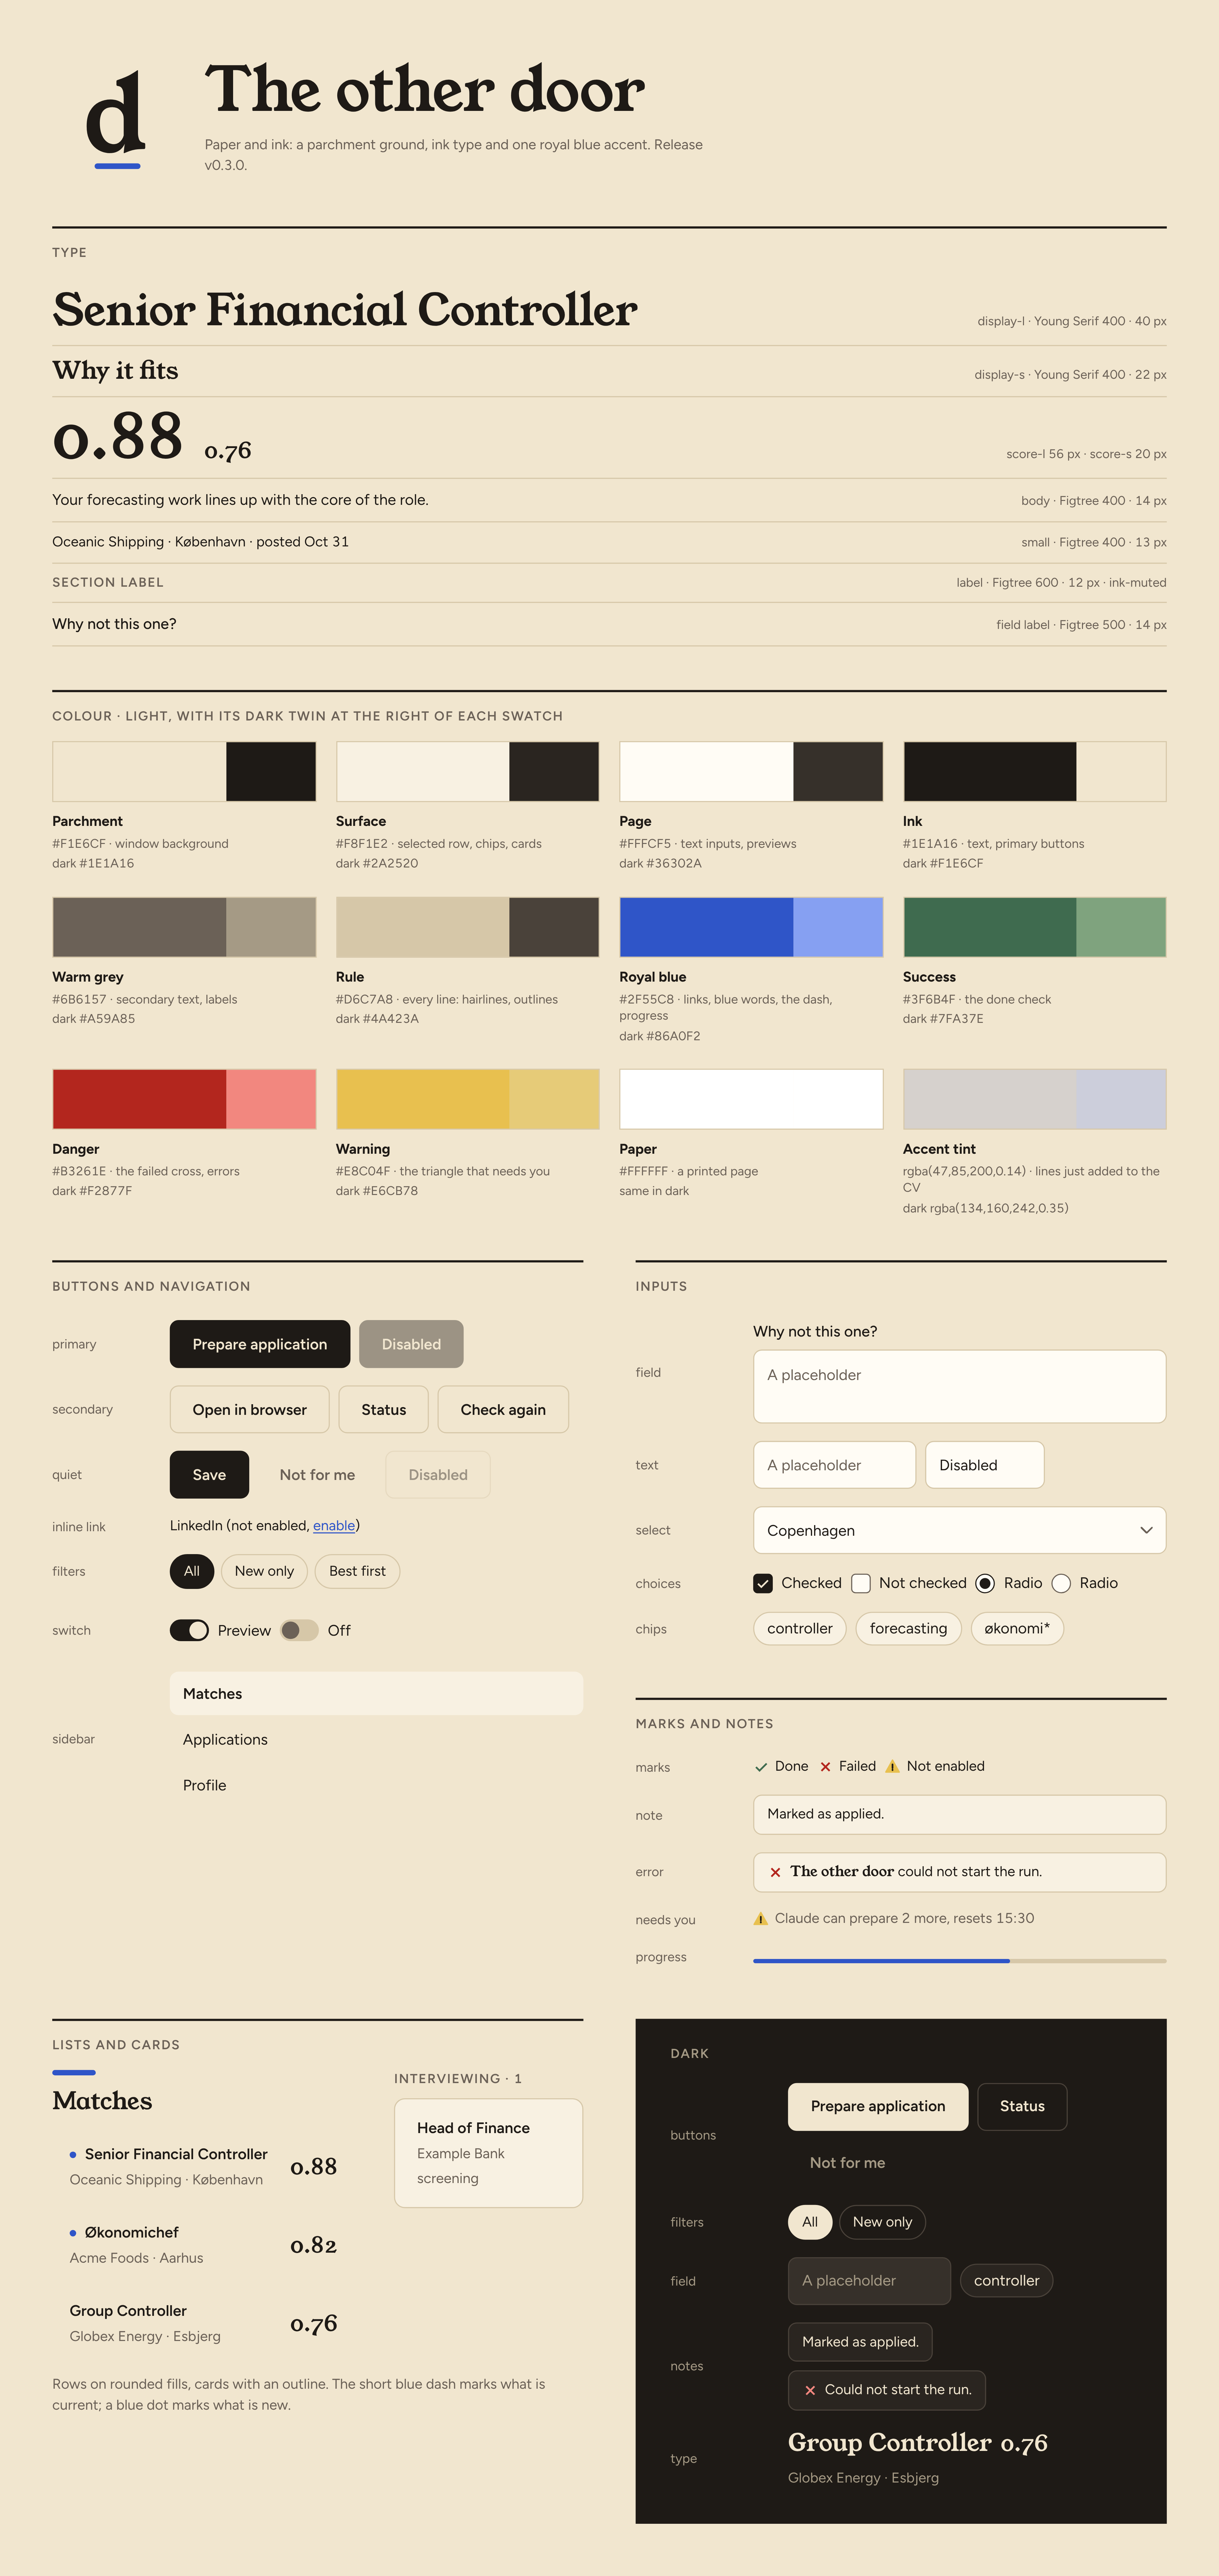 d
The other door
Paper and ink: a parchment ground, ink type and one royal blue accent. Release
v0.3.0.
TYPE
Senior Financial Controller
display-l · Young Serif 400 · 40 px
Why it fits
display-s · Young Serif 400 · 22 px
0.88 0.76
score-l 56 px · score-s 20 px
Your forecasting work lines up with the core of the role.
body · Figtree 400 · 14 px
Oceanic Shipping · København · posted Oct 31
small · Figtree 400 · 13 px
SECTION LABEL
label · Figtree 600 · 12 px · ink-muted
Why not this one?
field label · Figtree 500 · 14 px
COLOUR · LIGHT, WITH ITS DARK TWIN AT THE RIGHT OF EACH SWATCH
Parchment
#F1E6CF · window background
dark #1E1A16
Surface
#F8F1E2 · selected row, chips, cards
dark #2A2520
Page
#FFFCF5 · text inputs, previews
dark #36302A
Ink
#1E1A16 · text, primary buttons
dark #F1E6CF
Warm grey
#6B6157 · secondary text, labels
dark #A59A85
Rule
#D6C7A8 · every line: hairlines, outlines
dark #4A423A
Royal blue
#2F55C8 · links, blue words, the dash,
progress
dark #86A0F2
Success
#3F6B4F · the done check
dark #7FA37E
Danger
#B3261E · the failed cross, errors
dark #F2877F
Warning
#E8C04F · the triangle that needs you
dark #E6CB78
Paper
#FFFFFF · a printed page
same in dark
Accent tint
rgba(47,85,200,0.14) · lines just added to the
CV
dark rgba(134,160,242,0.35)
BUTTONS AND NAVIGATION
primary
Prepare application
Disabled
secondary
Open in browser
Status
Check again
quiet
Save
Not for me
Disabled
inline link
LinkedIn (not enabled, enable)
filters
All
New only
Best first
switch
Preview
Off
sidebar
Matches
Applications
Profile
INPUTS
Why not this one?
field
A placeholder
text
A placeholder
Disabled
select
Copenhagen
choices
Checked
Not checked
Radio
Radio
chips
controller
forecasting
økonomi*
MARKS AND NOTES
marks
Done
Failed
Not enabled
note
Marked as applied.
error
The other door could not start the run.
needs you
Claude can prepare 2 more, resets 15:30
progress
LISTS AND CARDS
Matches
Senior Financial Controller
Oceanic Shipping · København
0.88
Økonomichef
Acme Foods · Aarhus
0.82
Group Controller
Globex Energy · Esbjerg
0.76
INTERVIEWING · 1
Head of Finance
Example Bank
screening
Rows on rounded fills, cards with an outline. The short blue dash marks what is
current; a blue dot marks what is new.
DARK
buttons
Prepare application
Status
Not for me
filters
All
New only
field
A placeholder
controller
notes
Marked as applied.
Could not start the run.
type
Group Controller 0.76
Globex Energy · Esbjerg